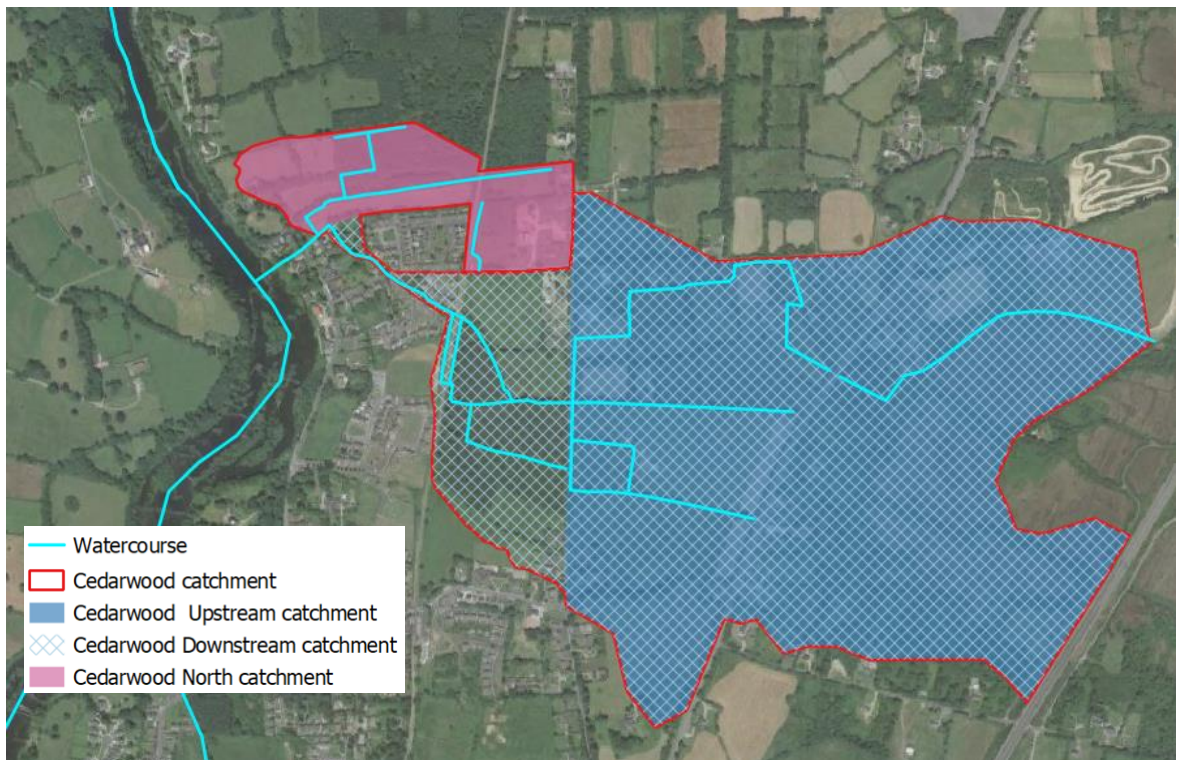 Watercourse
Cedarwood catchment
Cedarwood Upstream catchment
Cedarwood Downstream catchment
Cedarwood North catchment